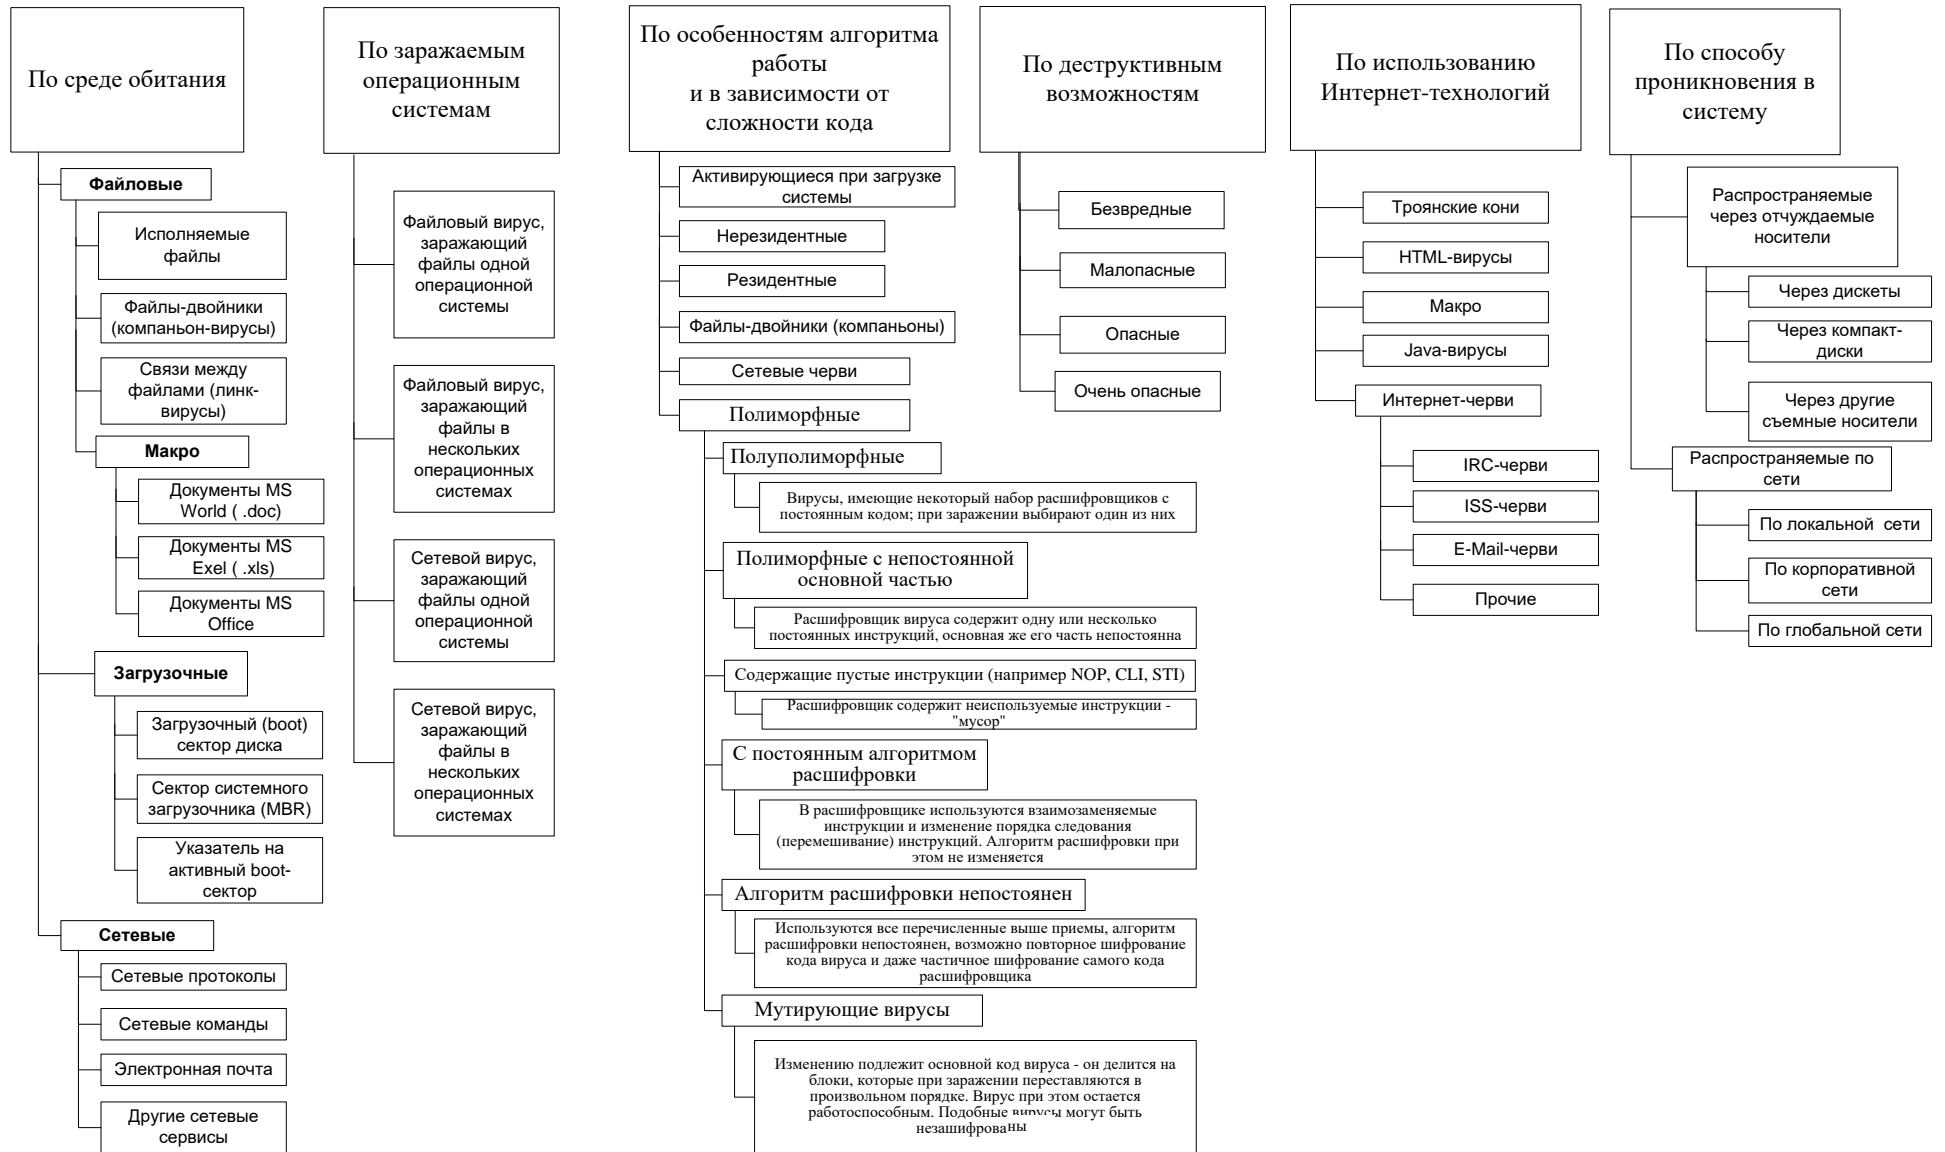 По среде обитания
Файловые
Исполняемые
файлы
Файлы-двойники
(компаньон-вирусы)
Связи между
файлами (линк-
вирусы)
Макро
Документы MS
World ( .doc)
Документы MS
Exel ( .xls)
Документы MS
Office
Загрузочные
Загрузочный (boot)
сектор диска
Сектор системного
загрузочника (MBR)
Указатель на
активный boot-
сектор
Сетевые
Сетевые протоколы
Сетевые команды
Электронная почта
Другие сетевые
сервисы
По заражаемым
операционным
системам
Файловый вирус,
заражающий
файлы одной
операционной
системы
Файловый вирус,
заражающий
файлы в
нескольких
операционных
системах
Сетевой вирус,
заражающий
файлы одной
операционной
системы
Сетевой вирус,
заражающий
файлы в
нескольких
операционных
системах
По особенностям алгоритма
работы
и в зависимости от
сложности кода
Активирующиеся при загрузке
системы
Нерезидентные
Резидентные
Файлы-двойники (компаньоны)
Сетевые черви
Полиморфные
Полуполиморфные
Вирусы, имеющие некоторый набор расшифровщиков с
постоянным кодом; при заражении выбирают один из них
Полиморфные с непостоянной
основной частью
Расшифровщик вируса содержит одну или несколько
постоянных инструкций, основная же его часть непостоянна
Содержащие пустые инструкции (например NOP, CLI, STI)
Расшифровщик содержит неиспользуемые инструкции -
"мусор"
С постоянным алгоритмом
расшифровки
В расшифровщике используются взаимозаменяемые
инструкции и изменение порядка следования
(перемешивание) инструкций. Алгоритм расшифровки при
этом не изменяется
Алгоритм расшифровки непостоянен
Используются все перечисленные выше приемы, алгоритм
расшифровки непостоянен, возможно повторное шифрование
кода вируса и даже частичное шифрование самого кода
расшифровщика
Мутирующие вирусы
Изменению подлежит основной код вируса - он делится на
блоки, которые при заражении переставляются в
произвольном порядке. Вирус при этом остается
работоспособным. Подобные вирусы могут быть
незашифрованы
По деструктивным
возможностям
Безвредные
Малопасные
Опасные
Очень опасные
По использованию
Интернет-технологий
Троянские кони
HTML-вирусы
Макро
Java-вирусы
Интернет-черви
IRC-черви
ISS-черви
E-Mail-черви
Прочие
По способу
проникновения в
систему
Распространяемые
через отчуждаемые
носители
Через дискеты
Через компакт-
диски
Через другие
съемные носители
Распространяемые по
сети
По локальной сети
По корпоративной
сети
По глобальной сети